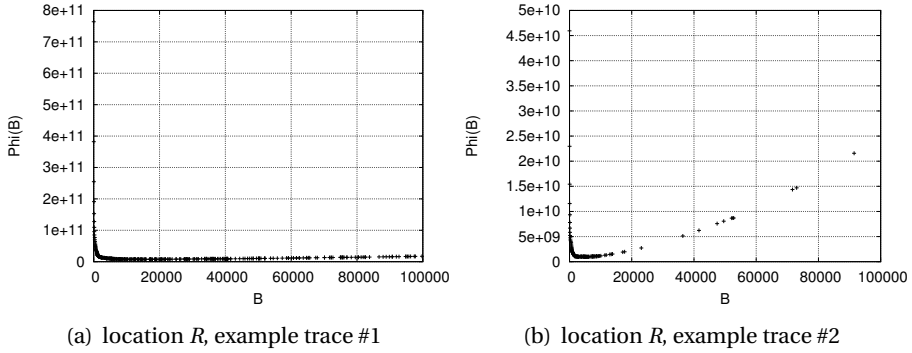 8e+11
7e+11
6e+11
5e+11
4e+11
3e+11
2e+11
1e+11
0
Phi(B)
0 20000 40000 60000 80000 100000
B
(a) location R, example trace #1
5e+10
4.5e+10
4e+10
3.5e+10
3e+10
2.5e+10
2e+10
1.5e+10
1e+10
5e+09
0
Phi(B)
0 20000 40000 60000 80000 100000
B
(b) location R, example trace #2